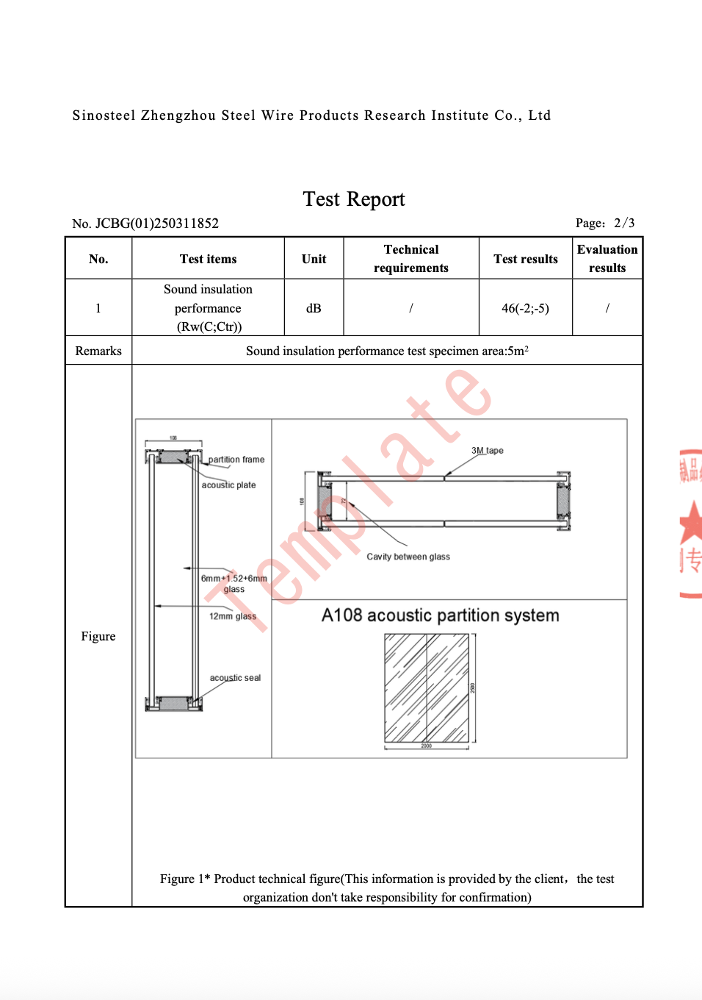 Sinosteel Zhengzhou Steel Wire Products Research Institute Co., Ltd
Test Report
No. JCBG(01)250311852
Page: 2/3
No.
Test items
Unit
Technical
requirements
Test results
Evaluation
results
1
Sound insulation
performance
(Rw(C;Ctr))
dB
/
46(-2;-5)
/
Remarks
Sound insulation performance test specimen area:5m²
Figure
108
partition frame
acoustic plate
6mm+1.52+6mm
glass
12mm glass
acoustic seal
3M tape
108
72
Cavity between glass
A108 acoustic partition system
2500
2000
Template
制品
专
Figure 1* Product technical figure(This information is provided by the client，the test
organization don't take responsibility for confirmation)